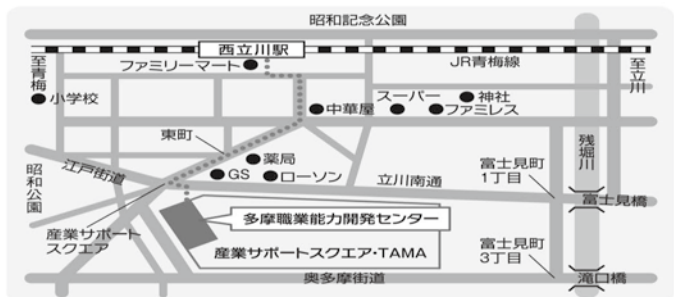 昭和記念公園
西立川駅
JR青梅線
至青梅
至立川
ファミリーマート
小学校
スーパー
神社
中華屋
ファミレス
東町
残堀川
薬局
江戸街道
GS
ローソン
立川南通
富士見町
1丁目
富士見橋
昭和公園
多摩職業能力開発センター
産業サポート
スクエア
産業サポートスクエア・TAMA
富士見町
3丁目
奥多摩街道
滝口橋